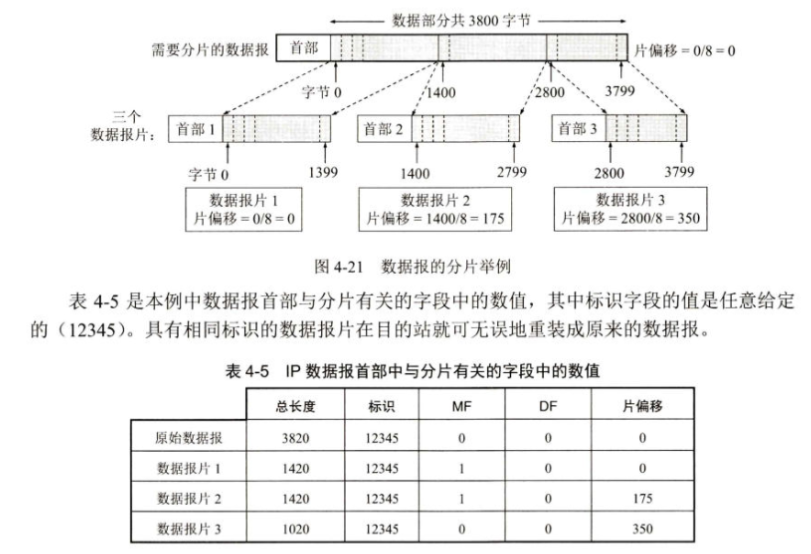 数据部分共 3800 字节
需要分片的数据报 首部 片偏移 = 0/8 = 0
字节 0 1400 2800 3799
三个
数据报片： 首部 1 首部 2 首部 3
字节 0 1399 1400 2799 2800 3799
数据报片 1 数据报片 2 数据报片 3
片偏移 = 0/8 = 0 片偏移 = 1400/8 = 175 片偏移 = 2800/8 = 350
图 4-21 数据报的分片举例
表 4-5 是本例中数据报首部与分片有关的字段中的数值，其中标识字段的值是任意给定
的（12345）。具有相同标识的数据报片在目的站就可无误地重装成原来的数据报。
表 4-5 IP 数据报首部中与分片有关的字段中的数值
总长度 标识 MF DF 片偏移
原始数据报 3820 12345 0 0 0
数据报片 1 1420 12345 1 0 0
数据报片 2 1420 12345 1 0 175
数据报片 3 1020 12345 0 0 350